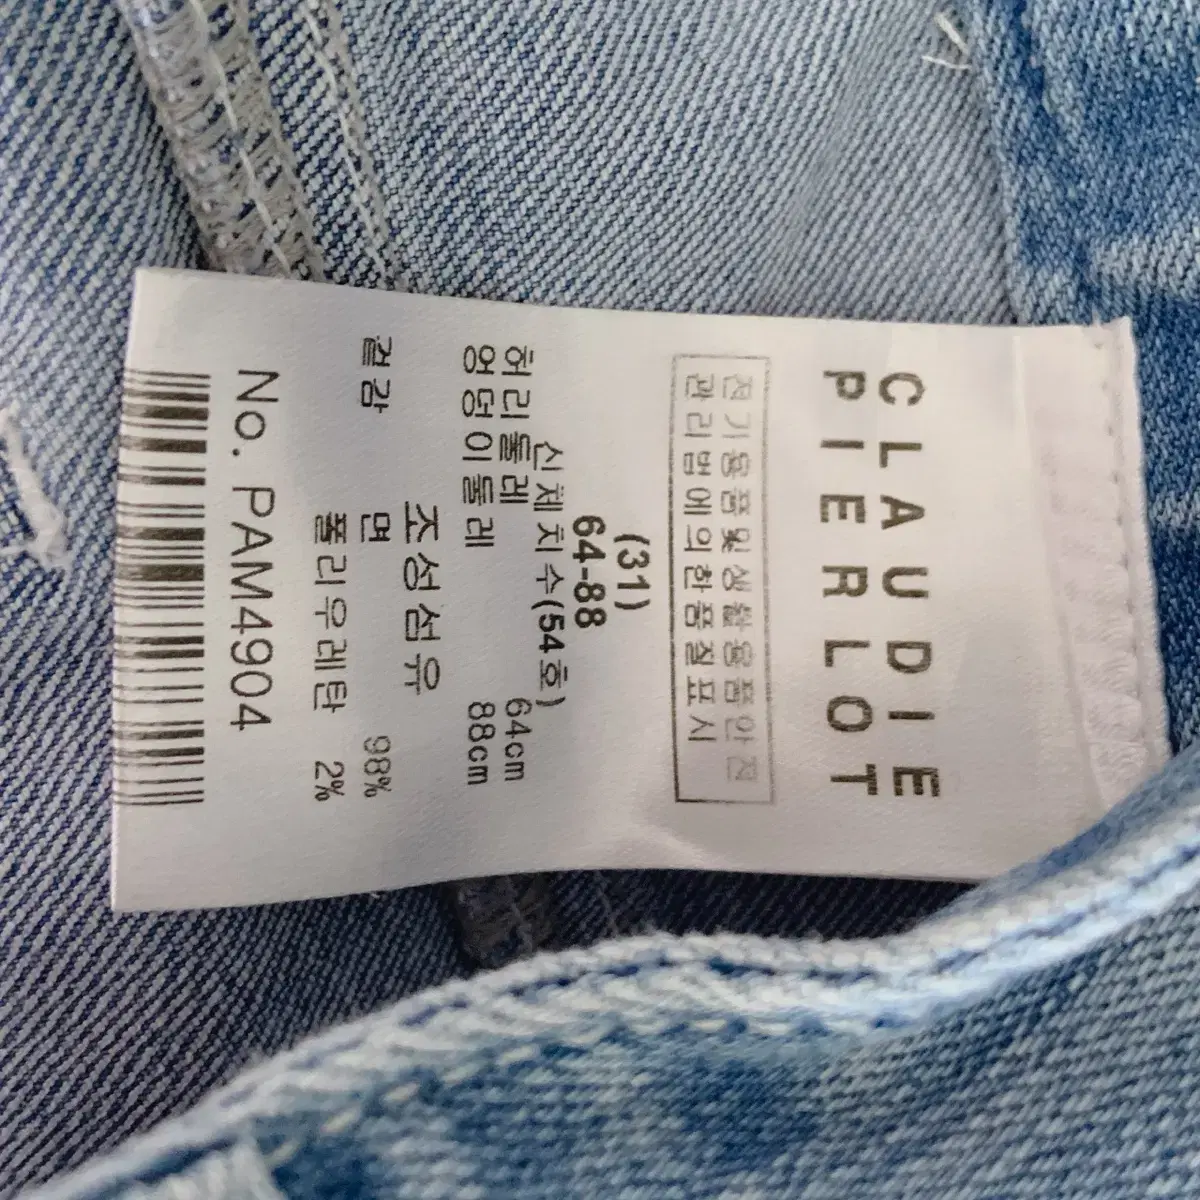 CLAUDIE
PIERLOT
전기용품및생활용품안전
관리법에의한품질표시
(31)
64-88
신체치수(54호)
허리둘레 64cm
엉덩이둘레 88cm
조성섬유
겉감 면 98%
폴리우레탄 2%
No. PAM4904